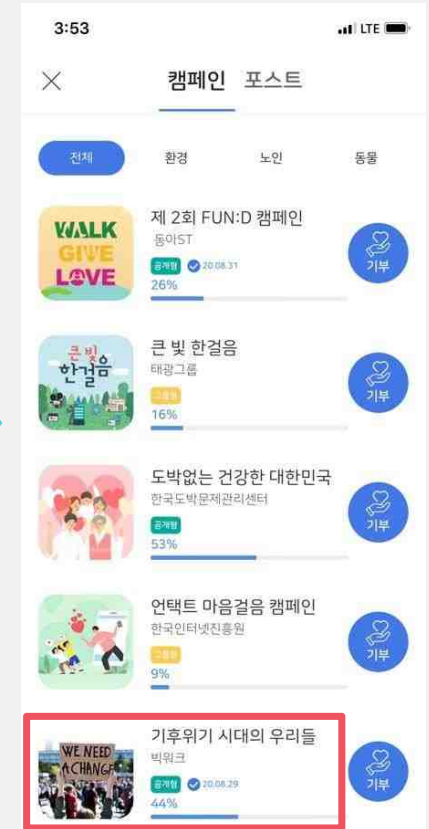 3:53
LTE
캠페인 포스트
전체 환경 노인 동물
WALK
GIVE
LOVE
제 2회 FUN:D 캠페인
동아ST
공개형 20.08.31
26%
기부
큰 빛
한걸음
큰 빛 한걸음
태광그룹
그룹형
16%
기부
도박없는 건강한 대한민국
한국도박문제관리센터
공개형
53%
기부
언택트 마음걸음 캠페인
한국인터넷진흥원
그룹형
9%
기부
WE NEED
A CHANGE
기후위기 시대의 우리들
빅워크
공개형 20.08.29
44%
기부